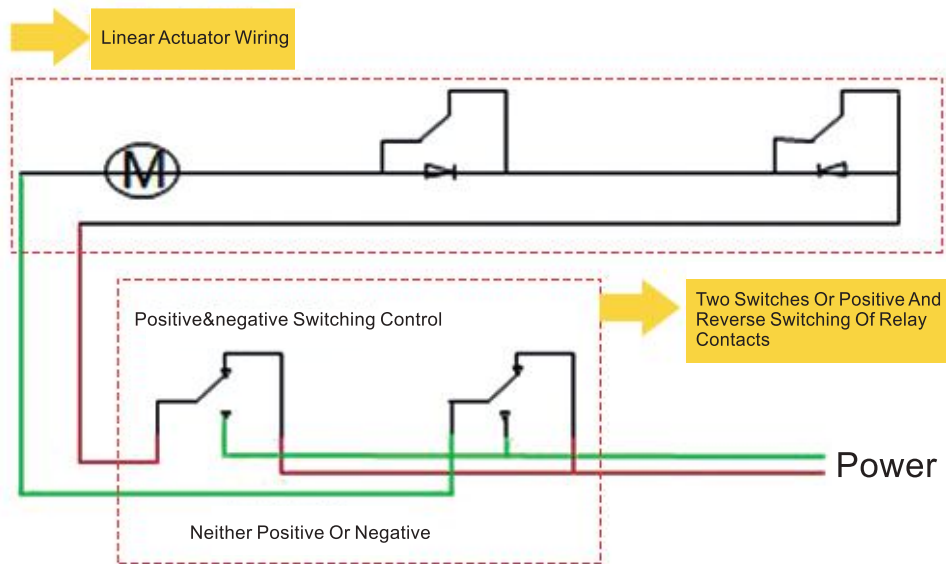 Linear Actuator Wiring
M
Positive&negative Switching Control
Two Switches Or Positive And
Reverse Switching Of Relay
Contacts
Power
Neither Positive Or Negative